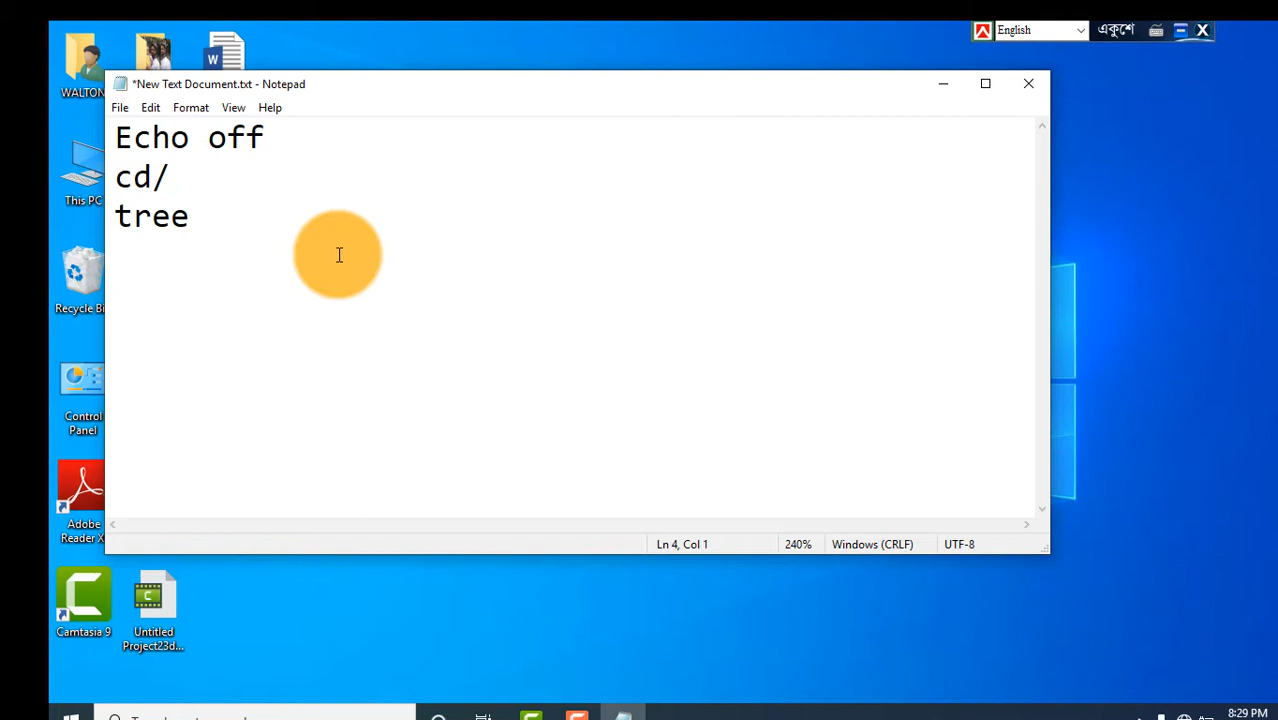 English
একুশে
WALTON
*New Text Document.txt - Notepad
File Edit Format View Help
Echo off
cd/
tree
This PC
Recycle Bi
Control
Panel
Adobe
Reader X
Ln 4, Col 1
240%
Windows (CRLF)
UTF-8
Camtasia 9
Untitled
Project23d...
8:29 PM